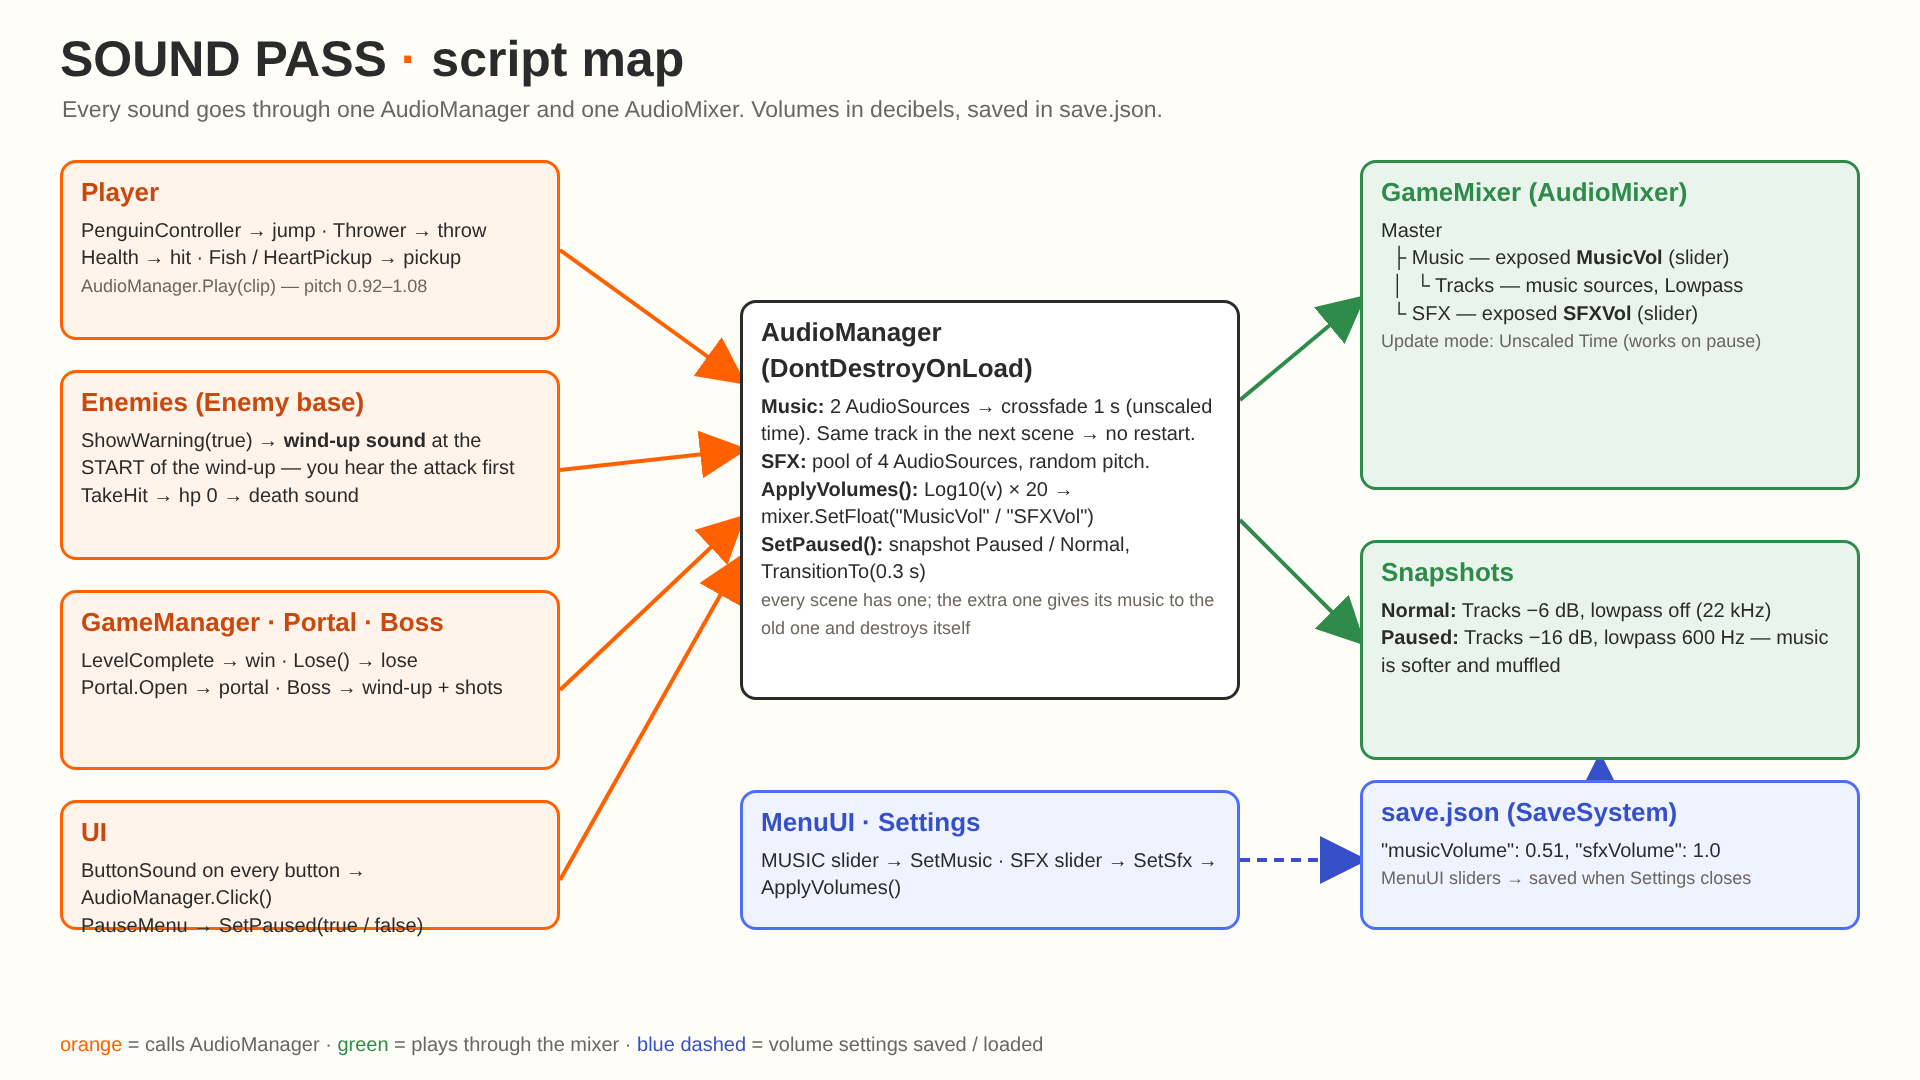 SOUND PASS · script map
Every sound goes through one AudioManager and one AudioMixer. Volumes in decibels, saved in save.json.
Player
PenguinController → jump · Thrower → throw
Health → hit · Fish / HeartPickup → pickup
AudioManager.Play(clip) — pitch 0.92–1.08
Enemies (Enemy base)
ShowWarning(true) → wind-up sound at the
START of the wind-up — you hear the attack first
TakeHit → hp 0 → death sound
GameManager · Portal · Boss
LevelComplete → win · Lose() → lose
Portal.Open → portal · Boss → wind-up + shots
UI
ButtonSound on every button →
AudioManager.Click()
PauseMenu → SetPaused(true / false)
AudioManager
(DontDestroyOnLoad)
Music: 2 AudioSources → crossfade 1 s (unscaled
time). Same track in the next scene → no restart.
SFX: pool of 4 AudioSources, random pitch.
ApplyVolumes(): Log10(v) × 20 →
mixer.SetFloat("MusicVol" / "SFXVol")
SetPaused(): snapshot Paused / Normal,
TransitionTo(0.3 s)
every scene has one; the extra one gives its music to the
old one and destroys itself
MenuUI · Settings
MUSIC slider → SetMusic · SFX slider → SetSfx →
ApplyVolumes()
GameMixer (AudioMixer)
Master
├ Music — exposed MusicVol (slider)
│ └ Tracks — music sources, Lowpass
└ SFX — exposed SFXVol (slider)
Update mode: Unscaled Time (works on pause)
Snapshots
Normal: Tracks −6 dB, lowpass off (22 kHz)
Paused: Tracks −16 dB, lowpass 600 Hz — music
is softer and muffled
save.json (SaveSystem)
"musicVolume": 0.51, "sfxVolume": 1.0
MenuUI sliders → saved when Settings closes
orange = calls AudioManager · green = plays through the mixer · blue dashed = volume settings saved / loaded